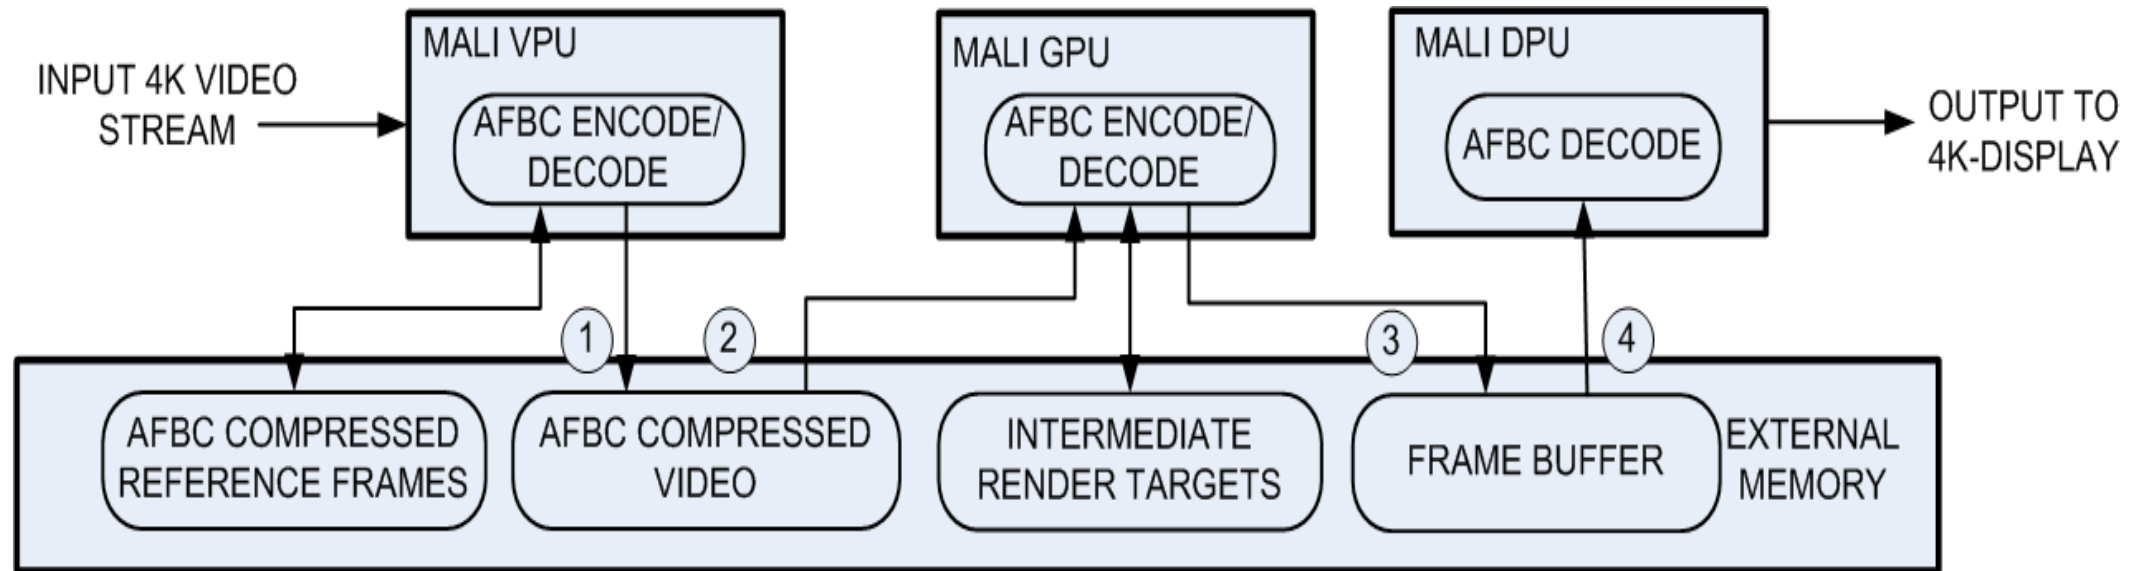 MALI VPU
MALI GPU
MALI DPU
INPUT 4K VIDEO
STREAM
AFBC ENCODE/
DECODE
AFBC ENCODE/
DECODE
AFBC DECODE
OUTPUT TO
4K-DISPLAY
1
2
3
4
AFBC COMPRESSED
REFERENCE FRAMES
AFBC COMPRESSED
VIDEO
INTERMEDIATE
RENDER TARGETS
FRAME BUFFER
EXTERNAL
MEMORY